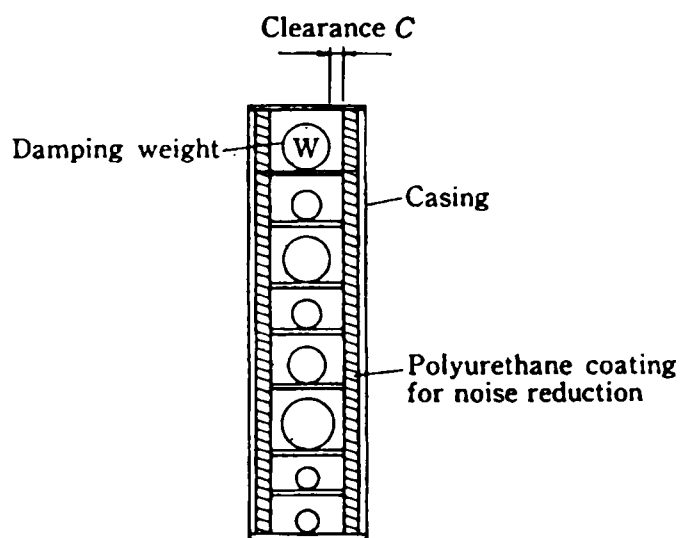 Clearance C
Damping weight
W
Casing
Polyurethane coating
for noise reduction